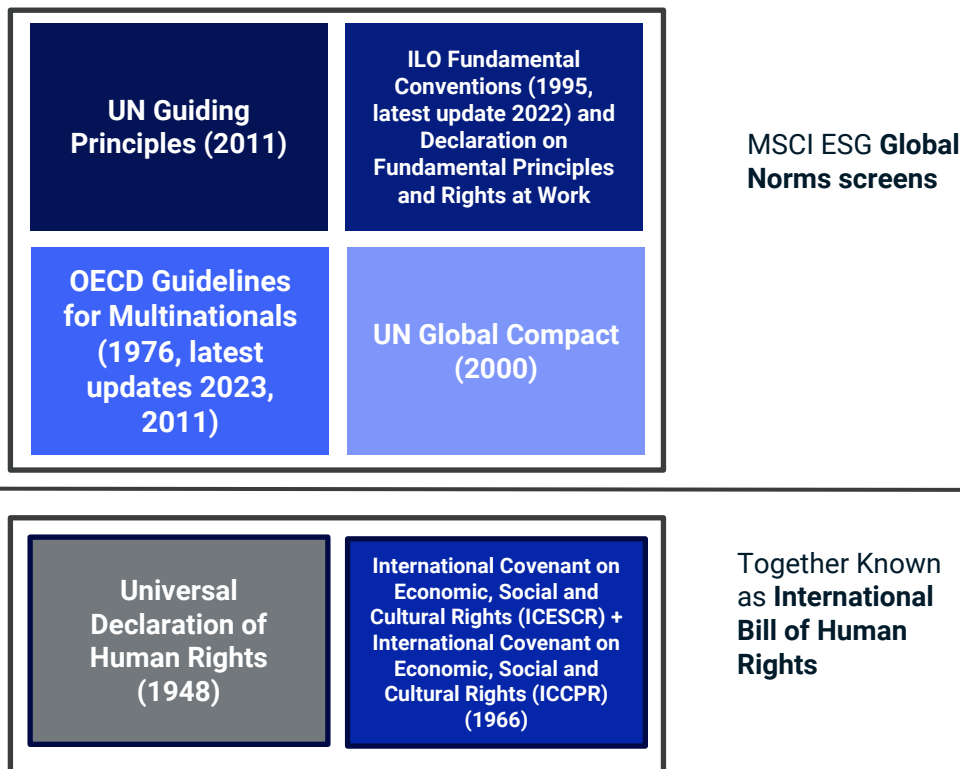 UN Guiding
Principles (2011)
ILO Fundamental
Conventions (1995,
latest update 2022) and
Declaration on
Fundamental Principles
and Rights at Work
OECD Guidelines
for Multinationals
(1976, latest
updates 2023,
2011)
UN Global Compact
(2000)
MSCI ESG Global
Norms screens
Universal
Declaration of
Human Rights
(1948)
International Covenant on
Economic, Social and
Cultural Rights (ICESCR) +
International Covenant on
Economic, Social and
Cultural Rights (ICCPR)
(1966)
Together Known
as International
Bill of Human
Rights